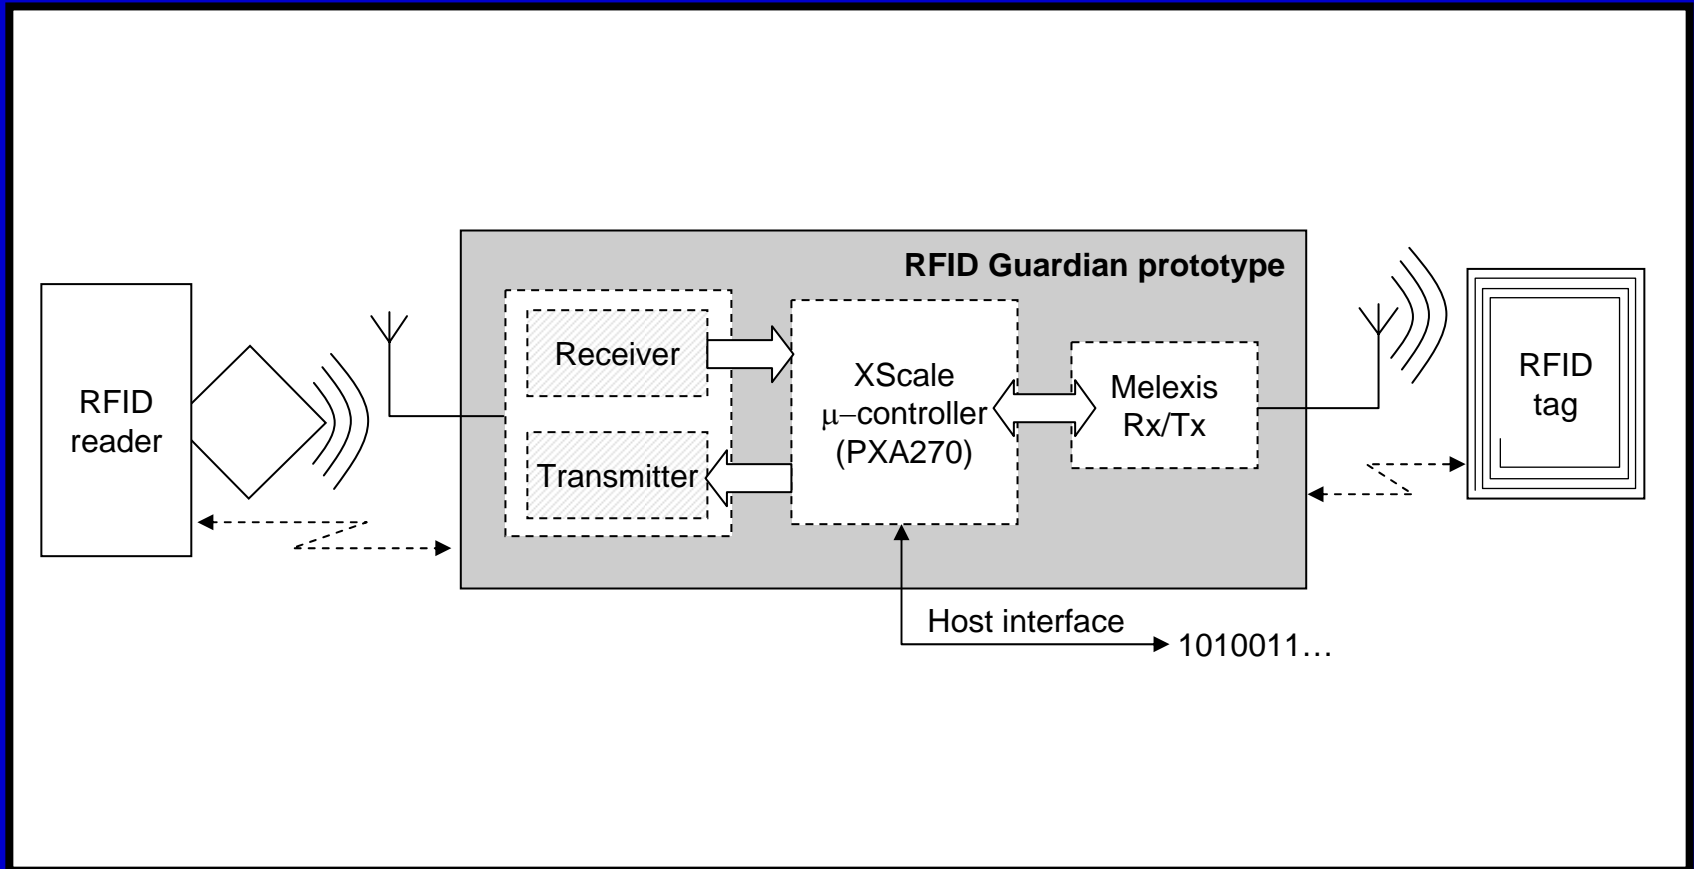 RFID Guardian prototype
RFID
reader
Receiver
Transmitter
XScale
μ−controller
(PXA270)
Melexis
Rx/Tx
RFID
tag
Host interface
1010011…